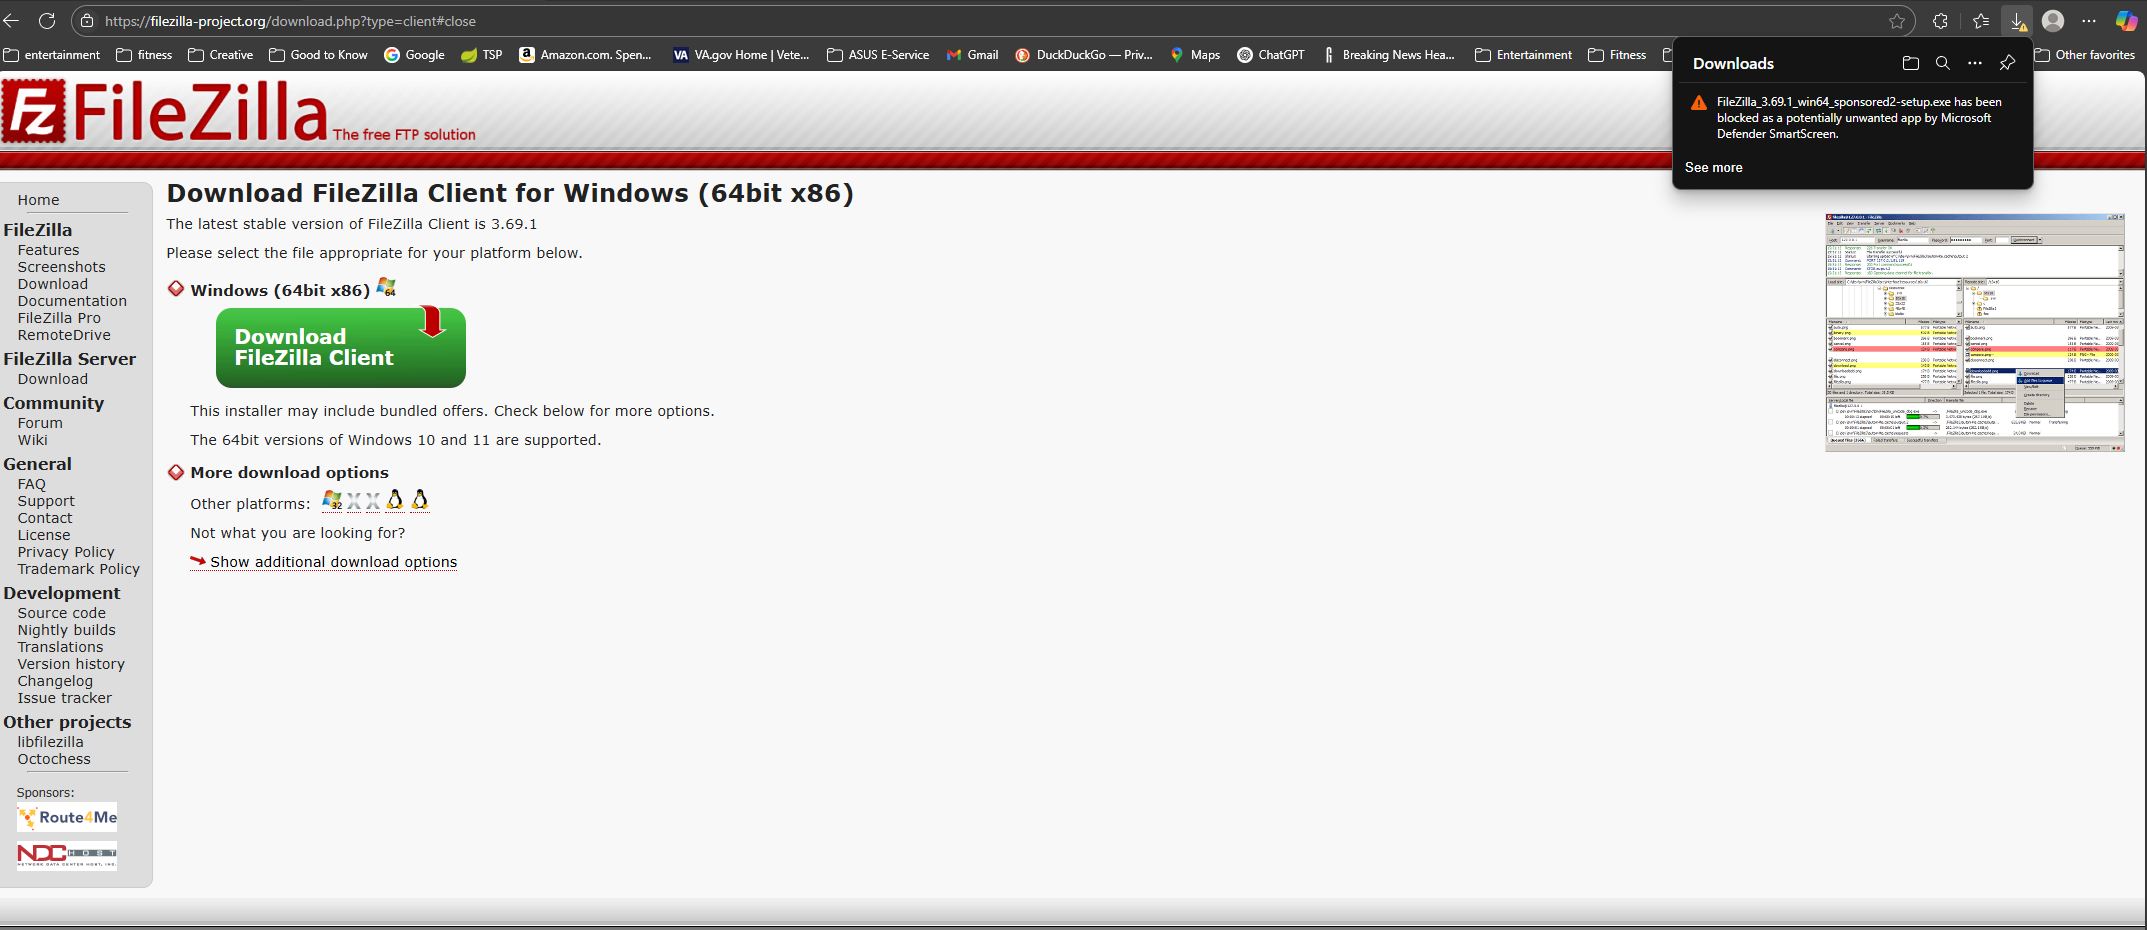 https://filezilla-project.org/download.php?type=client#close
entertainment
fitness
Creative
Good to Know
Google
TSP
Amazon.com. Spen...
VA.gov Home | Vete...
ASUS E-Service
Gmail
DuckDuckGo — Priv...
Maps
ChatGPT
Breaking News Hea...
Entertainment
Fitness
Other favorites
Downloads
FileZilla_3.69.1_win64_sponsored2-setup.exe has been
blocked as a potentially unwanted app by Microsoft
Defender SmartScreen.
See more
FileZilla The free FTP solution
Home
FileZilla
Features
Screenshots
Download
Documentation
FileZilla Pro
RemoteDrive
FileZilla Server
Download
Community
Forum
Wiki
General
FAQ
Support
Contact
License
Privacy Policy
Trademark Policy
Development
Source code
Nightly builds
Translations
Version history
Changelog
Issue tracker
Other projects
libfilezilla
Octochess
Sponsors:
Route4Me
NDCHOST
NETWORK DATA CENTER HOST, INC.
Download FileZilla Client for Windows (64bit x86)
The latest stable version of FileZilla Client is 3.69.1
Please select the file appropriate for your platform below.
Windows (64bit x86) 64
Download
FileZilla Client
This installer may include bundled offers. Check below for more options.
The 64bit versions of Windows 10 and 11 are supported.
More download options
Other platforms: 32
Not what you are looking for?
Show additional download options